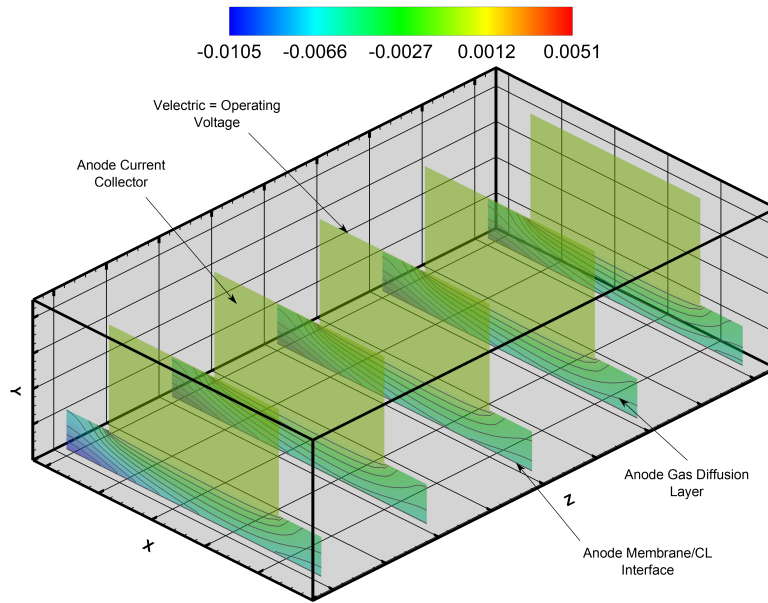 -0.0105 -0.0066 -0.0027 0.0012 0.0051
Velectric = Operating
Voltage
Anode Current
Collector
Y
X
Z
Anode Gas Diffusion
Layer
Anode Membrane/CL
Interface